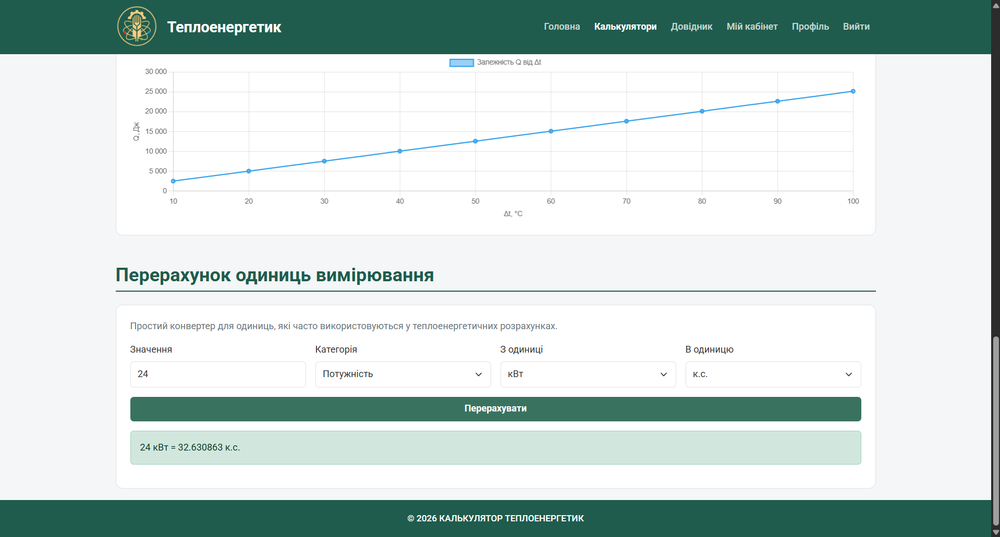 Теплоенергетик
Головна Калькулятори Довідник Мій кабінет Профіль Вийти
Залежність Q від Δt
30 000
25 000
20 000
15 000
10 000
5 000
0
Q, Дж
10 20 30 40 50 60 70 80 90 100
Δt, °C
Перерахунок одиниць вимірювання
Простий конвертер для одиниць, які часто використовуються у теплоенергетичних розрахунках.
Значення Категорія З одиниці В одиницю
24 Потужність кВт к.с.
Перерахувати
24 кВт = 32.630863 к.с.
© 2026 КАЛЬКУЛЯТОР ТЕПЛОЕНЕРГЕТИК